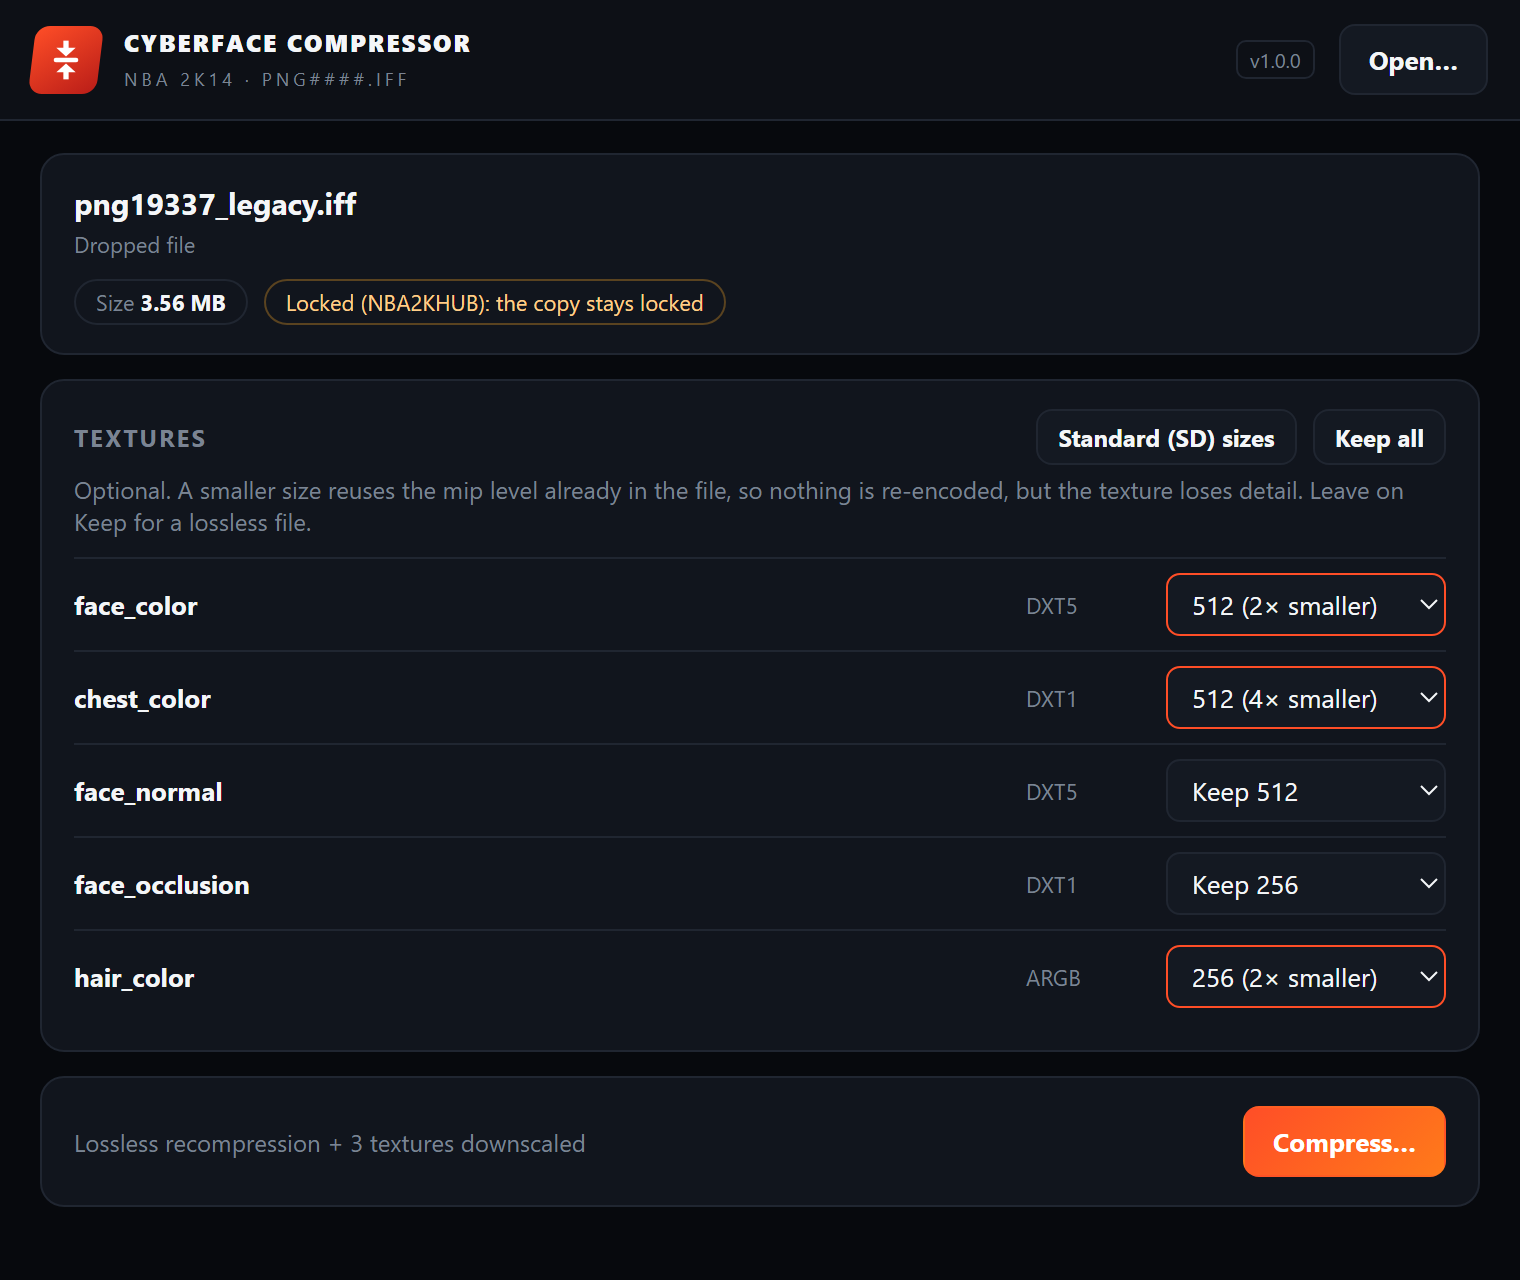 CYBERFACE COMPRESSOR
NBA 2K14 · PNG####.IFF
v1.0.0
Open...
png19337_legacy.iff
Dropped file
Size 3.56 MB
Locked (NBA2KHUB): the copy stays locked
TEXTURES
Standard (SD) sizes
Keep all
Optional. A smaller size reuses the mip level already in the file, so nothing is re-encoded, but the texture loses detail. Leave on
Keep for a lossless file.
face_color
DXT5
512 (2× smaller)
chest_color
DXT1
512 (4× smaller)
face_normal
DXT5
Keep 512
face_occlusion
DXT1
Keep 256
hair_color
ARGB
256 (2× smaller)
Lossless recompression + 3 textures downscaled
Compress...